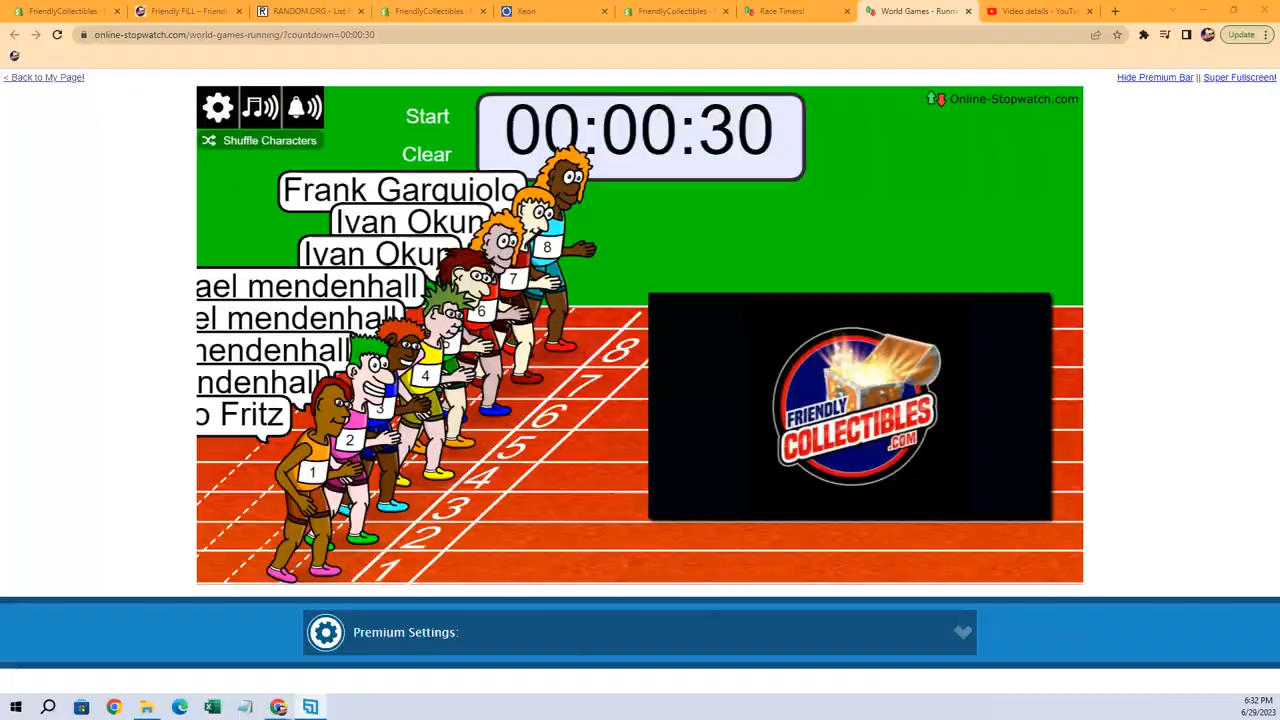 FriendlyCollectibles -
Friendly FILL – Friendl
RANDOM.ORG - List
FriendlyCollectibles -
Xeon
FriendlyCollectibles -
Race Timers!
World Games - Runni
Video details - YouTu
online-stopwatch.com/world-games-running/?countdown=00:00:30
Update
< Back to My Page!
Hide Premium Bar || Super Fullscreen!
Shuffle Characters
Start
Clear
00:00:30
Online-Stopwatch.com
Frank Garguiolo
Ivan Okun
Ivan Okun
ael mendenhall
el mendenhall
mendenhall
ndenhall
o Fritz
8
7
6
4
3
2
1
8
7
6
5
4
3
2
1
FRIENDLY
COLLECTIBLES
.COM
Premium Settings:
6:32 PM
6/29/2023